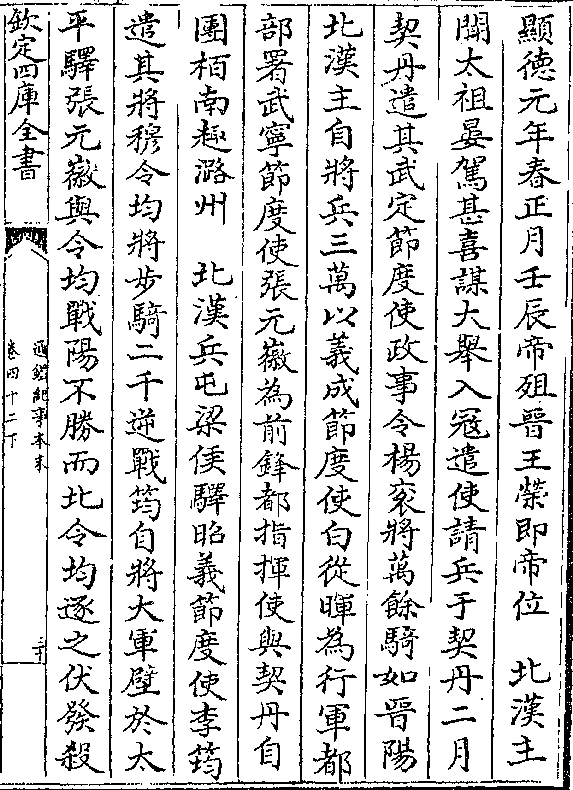 顯德元年春正月壬辰帝殂晉王榮即帝位　北漢主
聞太祖晏駕甚喜謀大舉入冦遣使請兵于契丹二月
契丹遣其武定節度使政事令楊衮將萬餘騎如晉陽
北漢主自將兵三萬以義成節度使白從暉為行軍都
部署武寧節度使張元徽為前鋒都指揮使與契丹自
團栢南趣潞州　北漢兵屯梁侯驛昭義節度使李筠
遣其將穆令均將步騎二千逆戰筠自將大軍壁於太
平驛張元徽與令均戰陽不勝而北令均逐之伏發殺
欽定四庫全書
通鑑紀事本末
卷四十二下